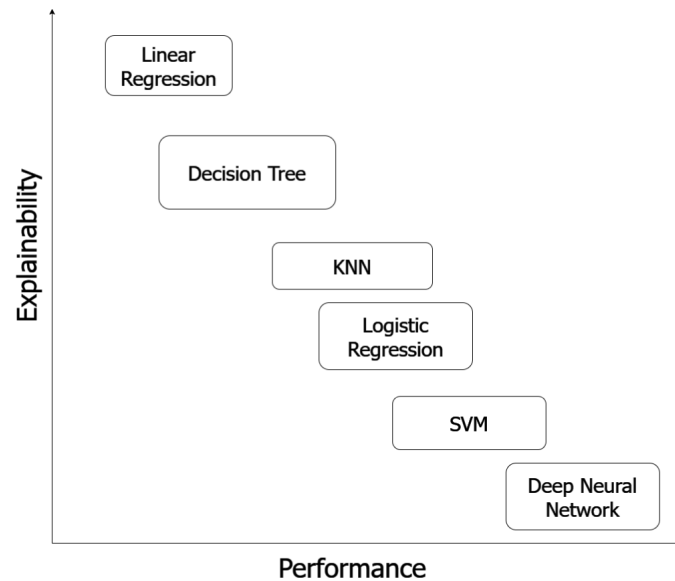 Linear
Regression
Decision Tree
KNN
Logistic
Regression
SVM
Deep Neural
Network
Explainability
Performance